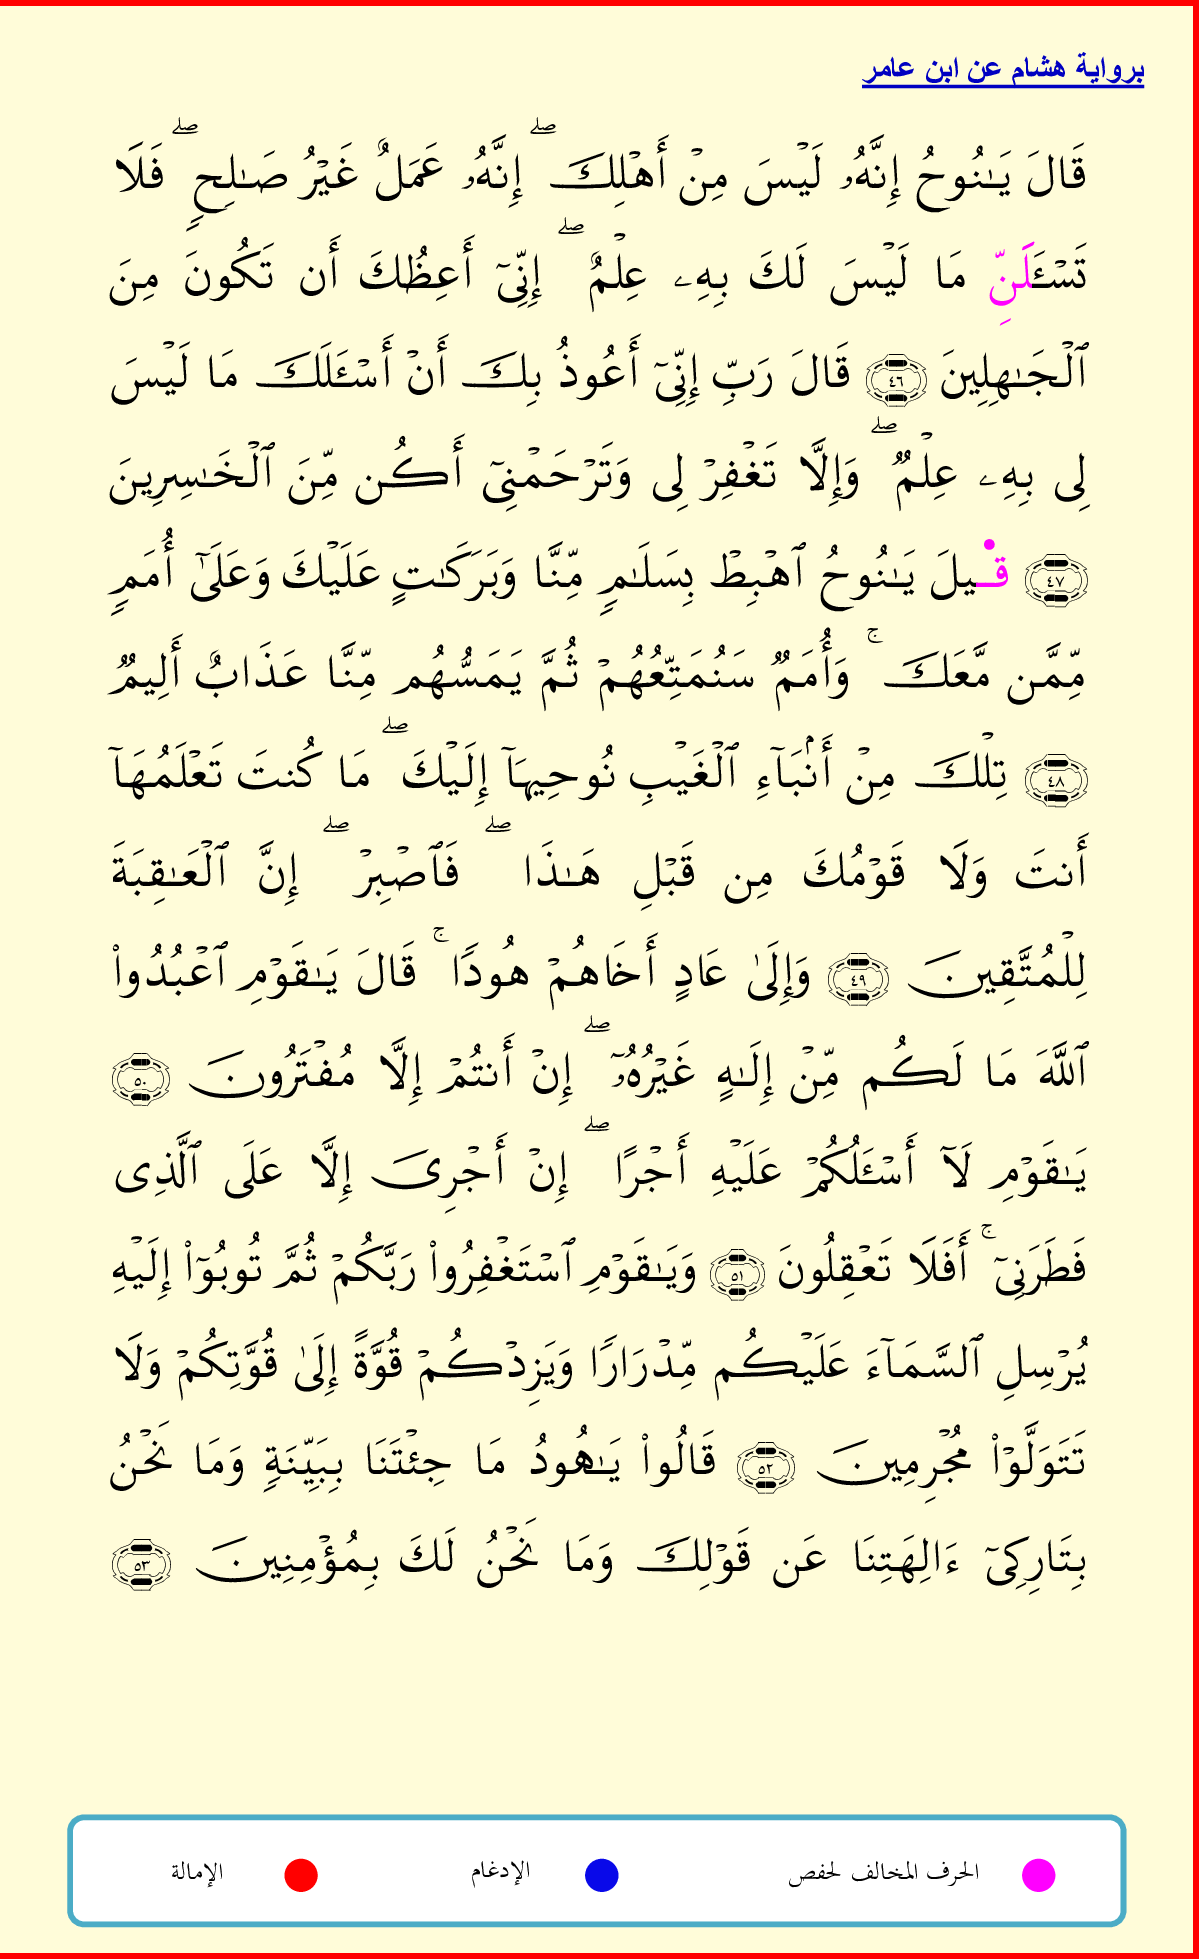 برواية هشام عن ابن عامر
قَالَ يَـٰنُوحُ إِنَّهُۥ لَيْسَ مِنْ أَهْلِكَ ۖ إِنَّهُۥ عَمَلٌ غَيْرُ صَـٰلِحٍ ۖ فَلَا
تَسْـَٔلَنِّ مَا لَيْسَ لَكَ بِهِۦ عِلْمٌ ۖ إِنِّىٓ أَعِظُكَ أَن تَكُونَ مِنَ
ٱلْجَـٰهِلِينَ ٤٦ قَالَ رَبِّ إِنِّىٓ أَعُوذُ بِكَ أَنْ أَسْـَٔلَكَ مَا لَيْسَ
لِى بِهِۦ عِلْمٌ ۖ وَإِلَّا تَغْفِرْ لِى وَتَرْحَمْنِىٓ أَكُن مِّنَ ٱلْخَـٰسِرِينَ
٤٧ قِيلَ يَـٰنُوحُ ٱهْبِطْ بِسَلَـٰمٍ مِّنَّا وَبَرَكَـٰتٍ عَلَيْكَ وَعَلَىٰٓ أُمَمٍ
مِّمَّن مَّعَكَ ۚ وَأُمَمٌ سَنُمَتِّعُهُمْ ثُمَّ يَمَسُّهُم مِّنَّا عَذَابٌ أَلِيمٌ
٤٨ تِلْكَ مِنْ أَنۢبَآءِ ٱلْغَيْبِ نُوحِيهَآ إِلَيْكَ ۖ مَا كُنتَ تَعْلَمُهَآ
أَنتَ وَلَا قَوْمُكَ مِن قَبْلِ هَـٰذَا ۖ فَٱصْبِرْ ۖ إِنَّ ٱلْعَـٰقِبَةَ
لِلْمُتَّقِينَ ٤٩ وَإِلَىٰ عَادٍ أَخَاهُمْ هُودًا ۚ قَالَ يَـٰقَوْمِ ٱعْبُدُوا۟
ٱللَّهَ مَا لَكُم مِّنْ إِلَـٰهٍ غَيْرُهُۥٓ ۖ إِنْ أَنتُمْ إِلَّا مُفْتَرُونَ ٥٠
يَـٰقَوْمِ لَآ أَسْـَٔلُكُمْ عَلَيْهِ أَجْرًا ۖ إِنْ أَجْرِىَ إِلَّا عَلَى ٱلَّذِى
فَطَرَنِىٓ ۚ أَفَلَا تَعْقِلُونَ ٥١ وَيَـٰقَوْمِ ٱسْتَغْفِرُوا۟ رَبَّكُمْ ثُمَّ تُوبُوٓا۟ إِلَيْهِ
يُرْسِلِ ٱلسَّمَآءَ عَلَيْكُم مِّدْرَارًا وَيَزِدْكُمْ قُوَّةً إِلَىٰ قُوَّتِكُمْ وَلَا
تَتَوَلَّوْا۟ مُجْرِمِينَ ٥٢ قَالُوا۟ يَـٰهُودُ مَا جِئْتَنَا بِبَيِّنَةٍ وَمَا نَحْنُ
بِتَارِكِىٓ ءَالِهَتِنَا عَن قَوْلِكَ وَمَا نَحْنُ لَكَ بِمُؤْمِنِينَ ٥٣
الحرف المخالف لحفص الإدغام الإمالة